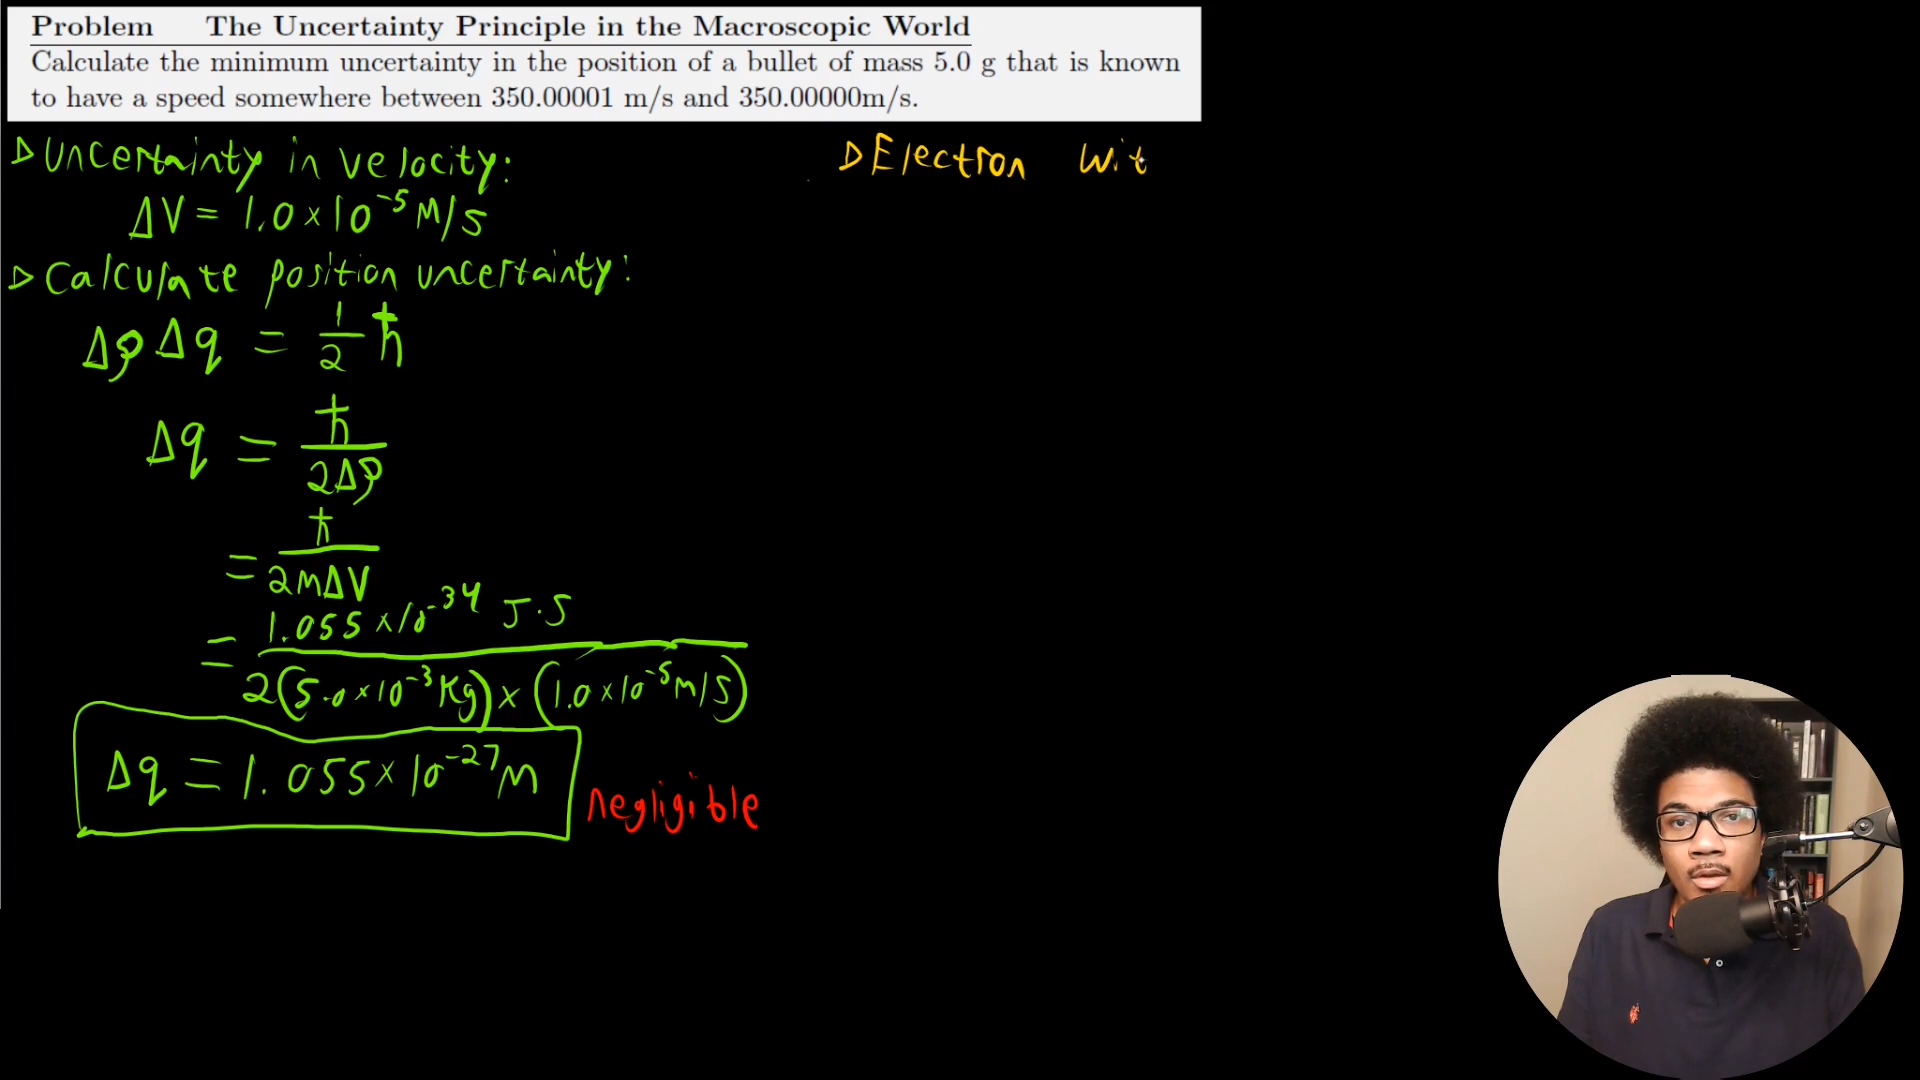 Problem The Uncertainty Principle in the Macroscopic World
Calculate the minimum uncertainty in the position of a bullet of mass 5.0 g that is known
to have a speed somewhere between 350.00001 m/s and 350.00000m/s.
▷ Uncertainty in velocity:
ΔV = 1.0 × 10⁻⁵ m/s
▷ Calculate position uncertainty:
Δp Δq = 1/2 ħ
Δq = ħ / 2Δp
= ħ / 2mΔV
= 1.055 × 10⁻³⁴ J·S / 2(5.0 × 10⁻³ Kg) × (1.0 × 10⁻⁵ m/s)
Δq = 1.055 × 10⁻²⁷ m negligible
▷ Electron wit